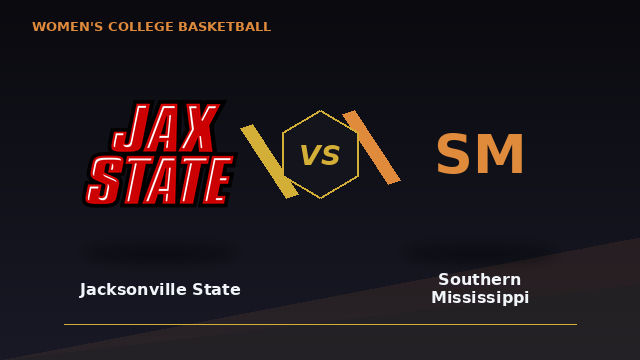 WOMEN'S COLLEGE BASKETBALL
JAX
STATE
VS
SM
Jacksonville State
Southern
Mississippi